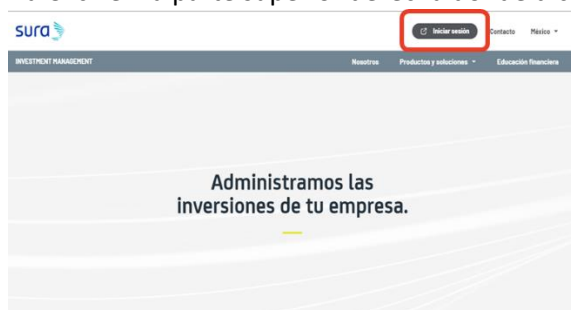 sura
Iniciar sesión
Contacto
México
INVESTMENT MANAGEMENT
Nosotros
Productos y soluciones
Educación financiera
Administramos las
inversiones de tu empresa.